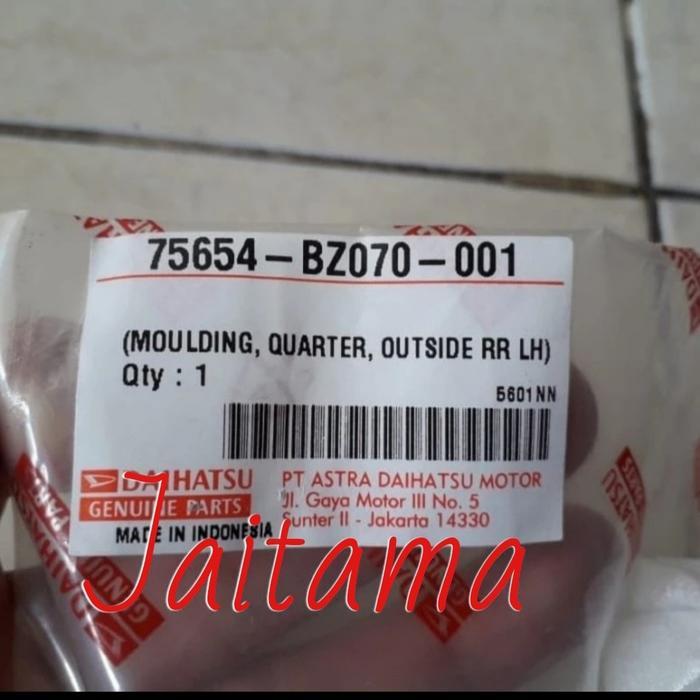 75654-BZ070-001
(MOULDING, QUARTER, OUTSIDE RR LH)
Qty : 1
5601NN
DAIHATSU
GENUINE PARTS
MADE IN INDONESIA
PT ASTRA DAIHATSU MOTOR
Jl. Gaya Motor III No. 5
Sunter II - Jakarta 14330
Jaitama